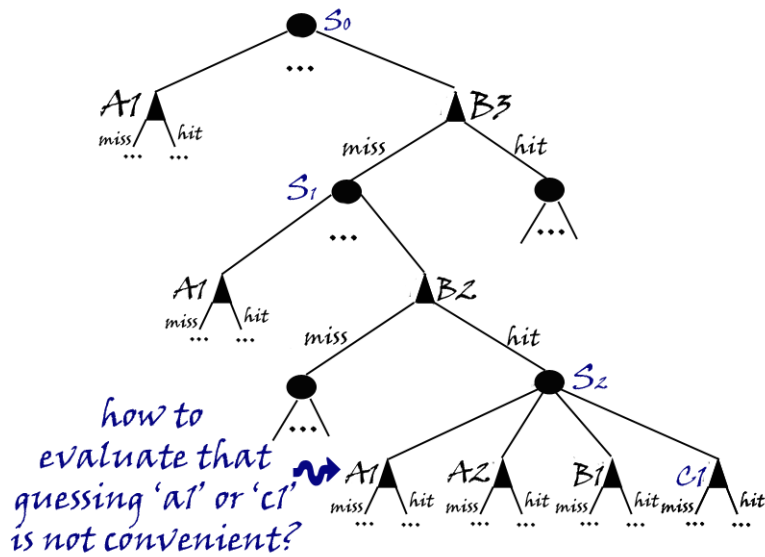 S0
...
A1
B3
miss
hit
...
...
miss
hit
S1
...
...
A1
B2
miss
hit
...
...
miss
hit
S2
...
how to
evaluate that
guessing 'a1' or 'c1'
is not convenient?
A1
A2
B1
C1
miss
hit
miss
hit
miss
hit
miss
hit
...
...
...
...
...
...
...
...